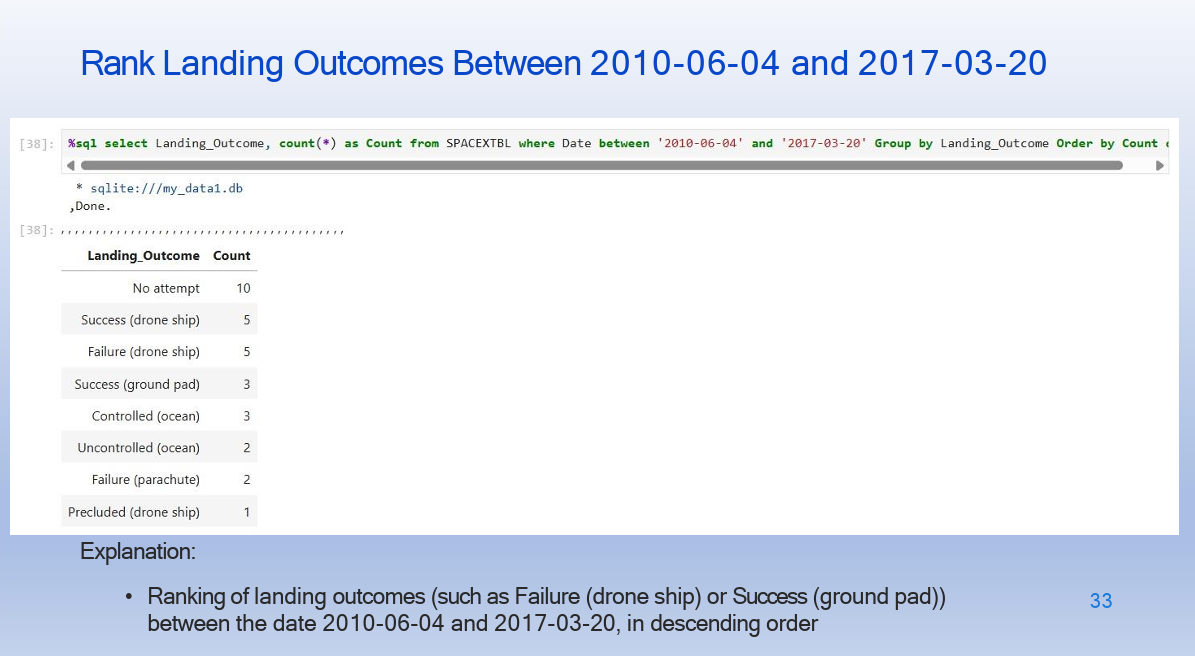 Rank Landing Outcomes Between 2010-06-04 and 2017-03-20
[38]: %sql select Landing_Outcome, count(*) as Count from SPACEXTBL where Date between '2010-06-04' and '2017-03-20' Group by Landing_Outcome Order by Count
* sqlite:///my_data1.db
,Done.
[38]: ,,,,,,,,,,,,,,,,,,,,,,,,,,,,,,,,,,,,,,,,,
Landing_Outcome Count
No attempt 10
Success (drone ship) 5
Failure (drone ship) 5
Success (ground pad) 3
Controlled (ocean) 3
Uncontrolled (ocean) 2
Failure (parachute) 2
Precluded (drone ship) 1
Explanation:
• Ranking of landing outcomes (such as Failure (drone ship) or Success (ground pad))
between the date 2010-06-04 and 2017-03-20, in descending order
33